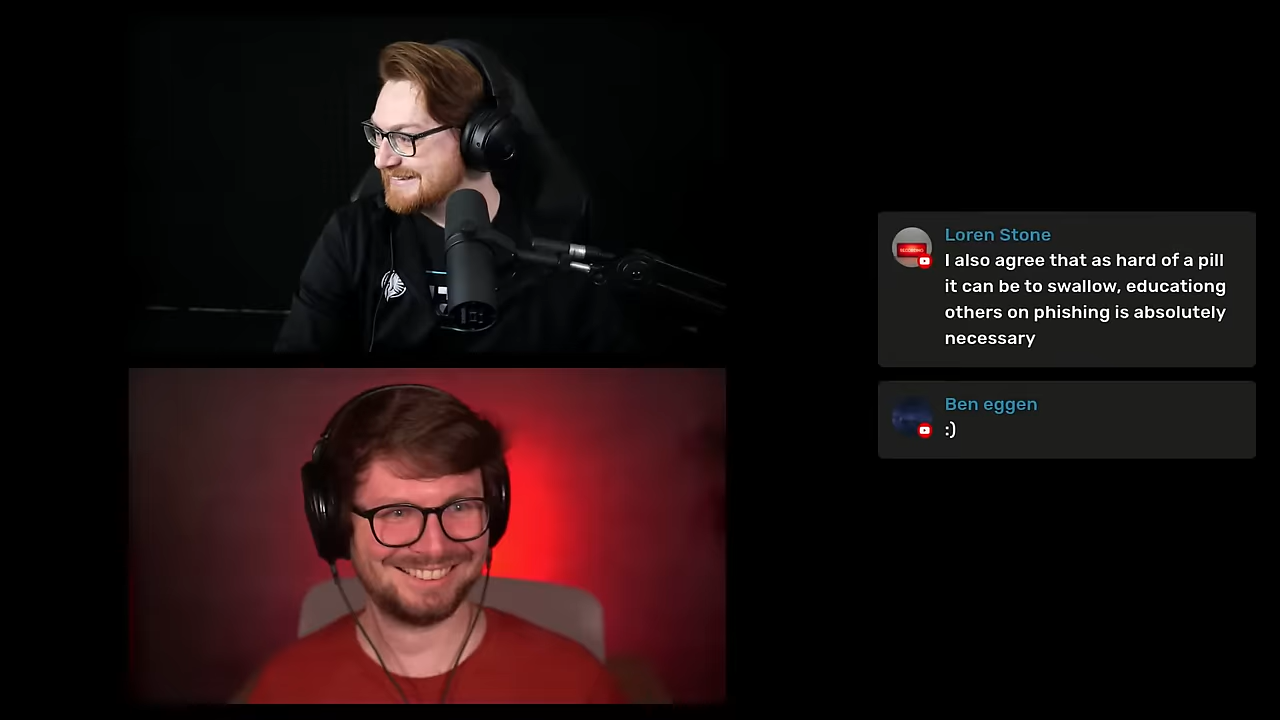 Loren Stone
I also agree that as hard of a pill
it can be to swallow, educationg
others on phishing is absolutely
necessary
Ben eggen
:)